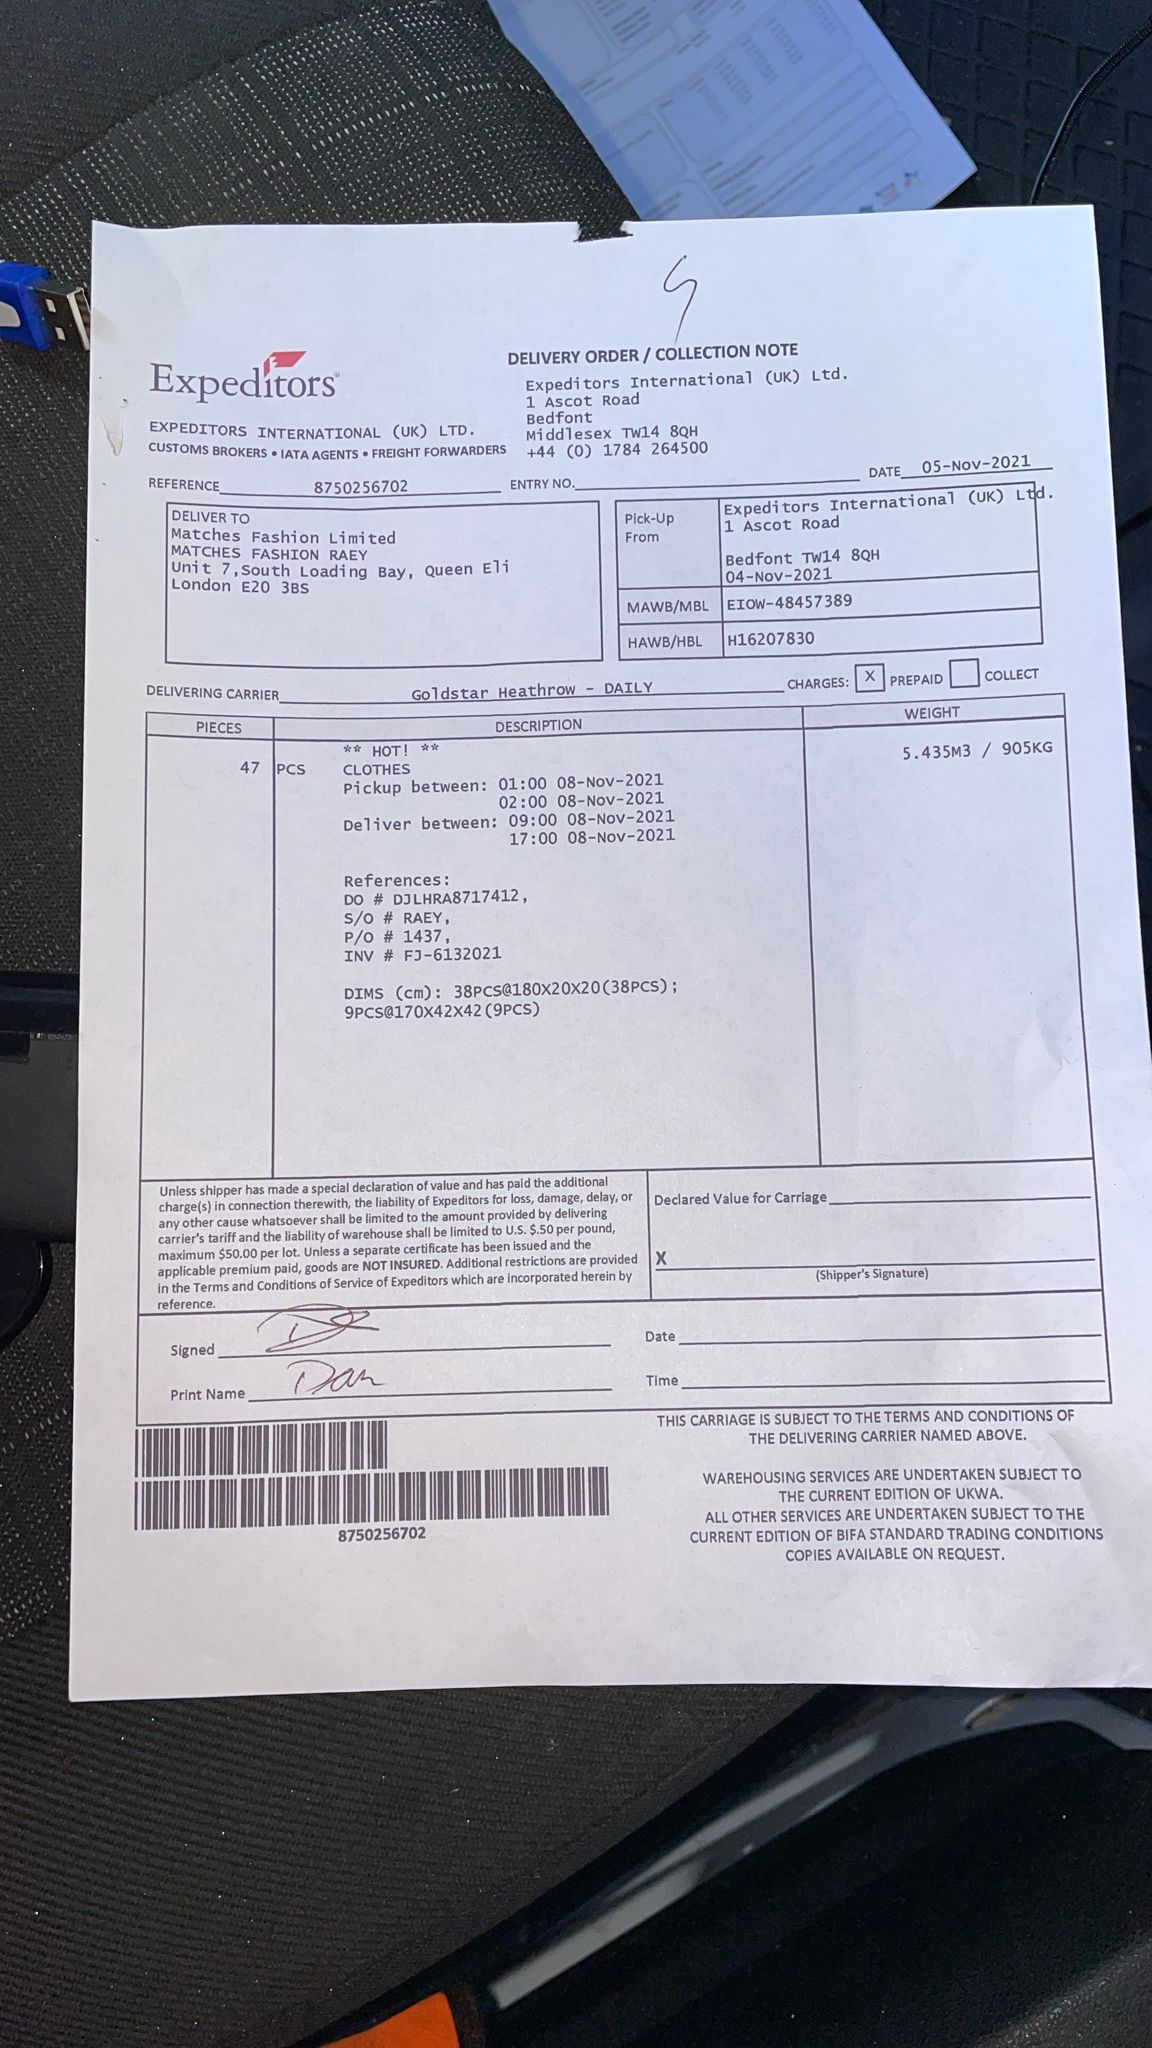 DELIVERY ORDER / COLLECTION NOTE
Expeditors
Expeditors International (UK) Ltd.
1 Ascot Road
Bedfont
Middlesex TW14 8QH
+44 (0) 1784 264500
EXPEDITORS INTERNATIONAL (UK) LTD.
CUSTOMS BROKERS • IATA AGENTS • FREIGHT FORWARDERS
REFERENCE 8750256702 ENTRY NO. DATE 05-Nov-2021
DELIVER TO
Matches Fashion Limited
MATCHES FASHION RAEY
Unit 7,South Loading Bay, Queen Eli
London E20 3BS
Pick-Up From
Expeditors International (UK) Ltd.
1 Ascot Road
Bedfont TW14 8QH
04-Nov-2021
MAWB/MBL EIOW-48457389
HAWB/HBL H16207830
DELIVERING CARRIER Goldstar Heathrow - DAILY CHARGES: X PREPAID COLLECT
PIECES DESCRIPTION WEIGHT
** HOT! **
47 PCS CLOTHES 5.435M3 / 905KG
Pickup between: 01:00 08-Nov-2021
02:00 08-Nov-2021
Deliver between: 09:00 08-Nov-2021
17:00 08-Nov-2021
References:
DO # DJLHRA8717412,
S/O # RAEY,
P/O # 1437,
INV # FJ-6132021
DIMS (cm): 38PCS@180X20X20(38PCS);
9PCS@170X42X42(9PCS)
Unless shipper has made a special declaration of value and has paid the additional
charge(s) in connection therewith, the liability of Expeditors for loss, damage, delay, or
any other cause whatsoever shall be limited to the amount provided by delivering
carrier's tariff and the liability of warehouse shall be limited to U.S. $.50 per pound,
maximum $50.00 per lot. Unless a separate certificate has been issued and the
applicable premium paid, goods are NOT INSURED. Additional restrictions are provided
in the Terms and Conditions of Service of Expeditors which are incorporated herein by
reference.
Declared Value for Carriage
X
(Shipper's Signature)
Signed
Date
Print Name Dan
Time
8750256702
THIS CARRIAGE IS SUBJECT TO THE TERMS AND CONDITIONS OF
THE DELIVERING CARRIER NAMED ABOVE.
WAREHOUSING SERVICES ARE UNDERTAKEN SUBJECT TO
THE CURRENT EDITION OF UKWA.
ALL OTHER SERVICES ARE UNDERTAKEN SUBJECT TO THE
CURRENT EDITION OF BIFA STANDARD TRADING CONDITIONS
COPIES AVAILABLE ON REQUEST.